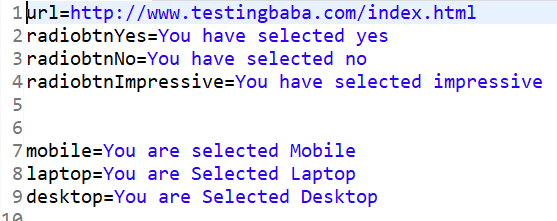 1 url=http://www.testingbaba.com/index.html
2 radiobtnYes=You have selected yes
3 radiobtnNo=You have selected no
4 radiobtnImpressive=You have selected impressive
5
6
7 mobile=You are selected Mobile
8 laptop=You are Selected Laptop
9 desktop=You are Selected Desktop
10